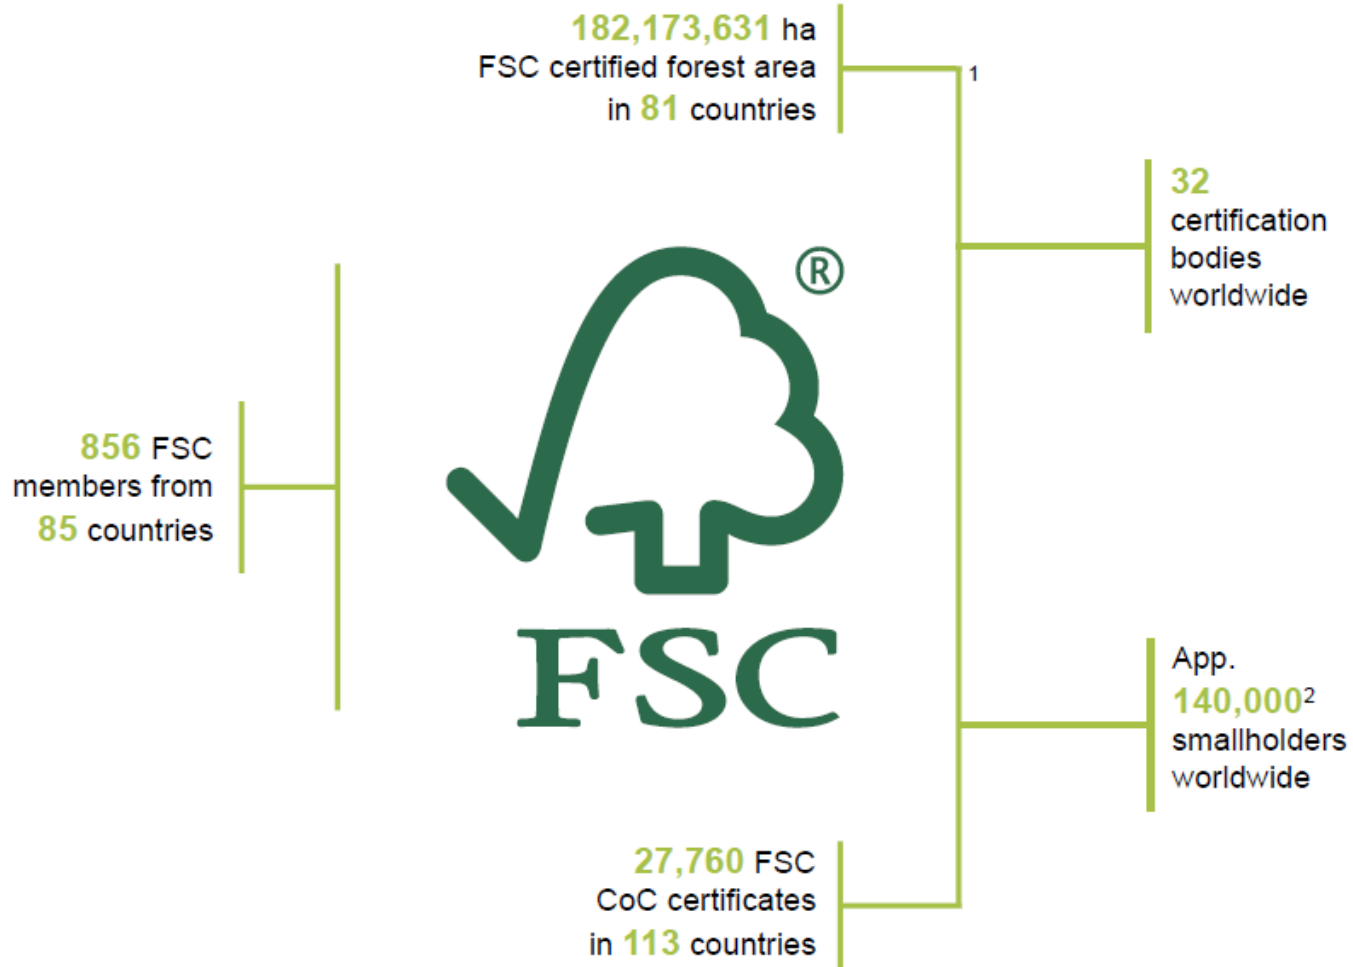 182,173,631 ha
FSC certified forest area
in 81 countries
1
32
certification
bodies
worldwide
®
856 FSC
members from
85 countries
FSC
App.
140,000²
smallholders
worldwide
27,760 FSC
CoC certificates
in 113 countries